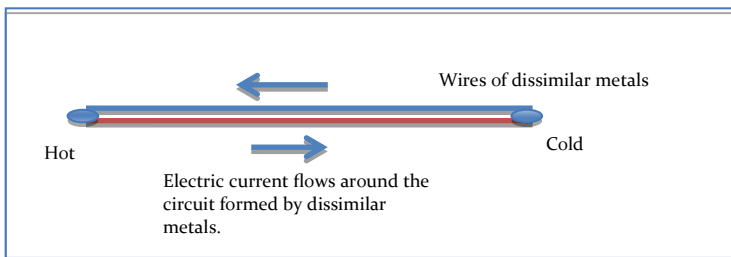 Wires of dissimilar metals
Hot
Cold
Electric current flows around the
circuit formed by dissimilar
metals.